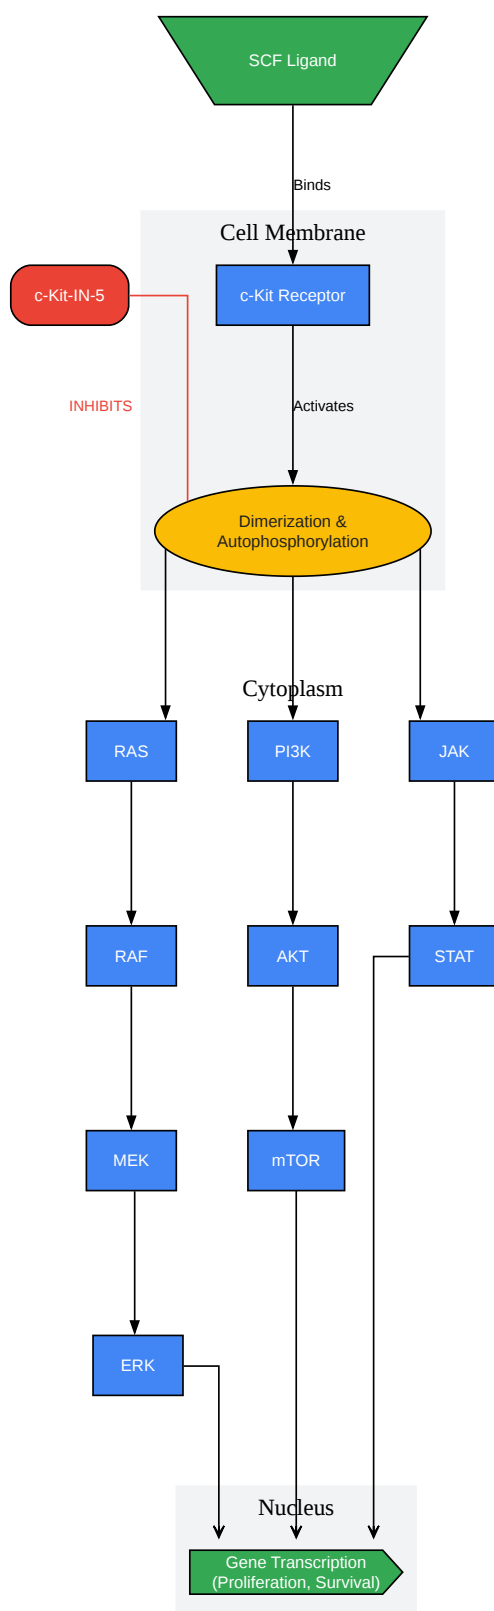 SCF Ligand
Binds
Cell Membrane
c-Kit-IN-5
c-Kit Receptor
INHIBITS
Activates
Dimerization &
Autophosphorylation
Cytoplasm
RAS
PI3K
JAK
RAF
AKT
STAT
MEK
mTOR
ERK
Nucleus
Gene Transcription
(Proliferation, Survival)